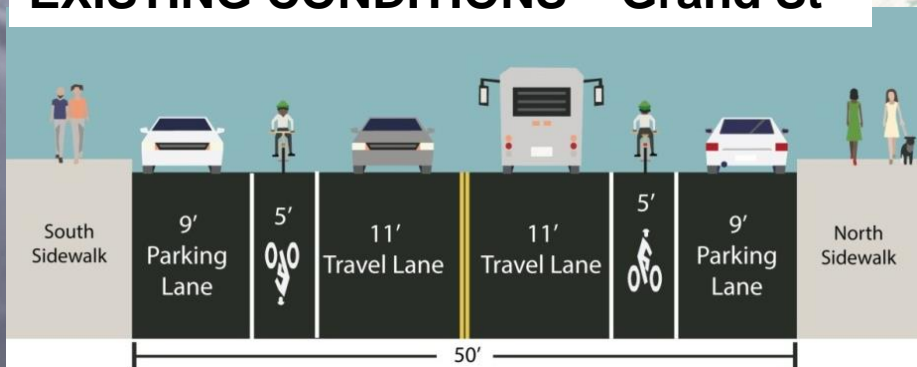 EXISTING CONDITIONS – Grand St
South
Sidewalk
9'
Parking
Lane
5'
11'
Travel Lane
11'
Travel Lane
5'
9'
Parking
Lane
North
Sidewalk
50'